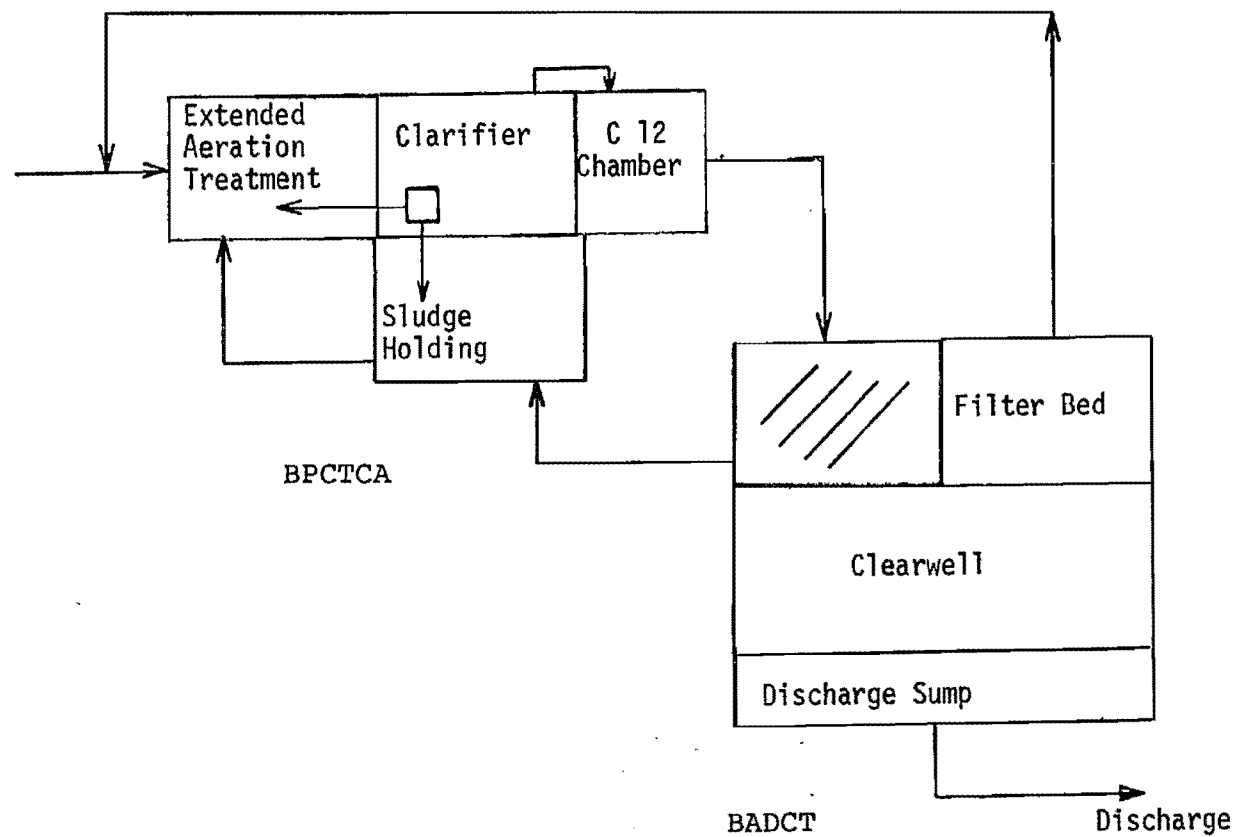 Extended
Aeration
Treatment
Clarifier
C 12
Chamber
Sludge
Holding
BPCTCA
Filter Bed
Clearwell
Discharge Sump
BADCT
Discharge